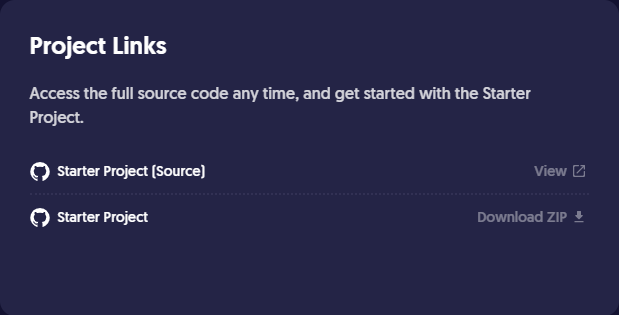 Project Links
Access the full source code any time, and get started with the Starter
Project.
Starter Project (Source) View
Starter Project Download ZIP